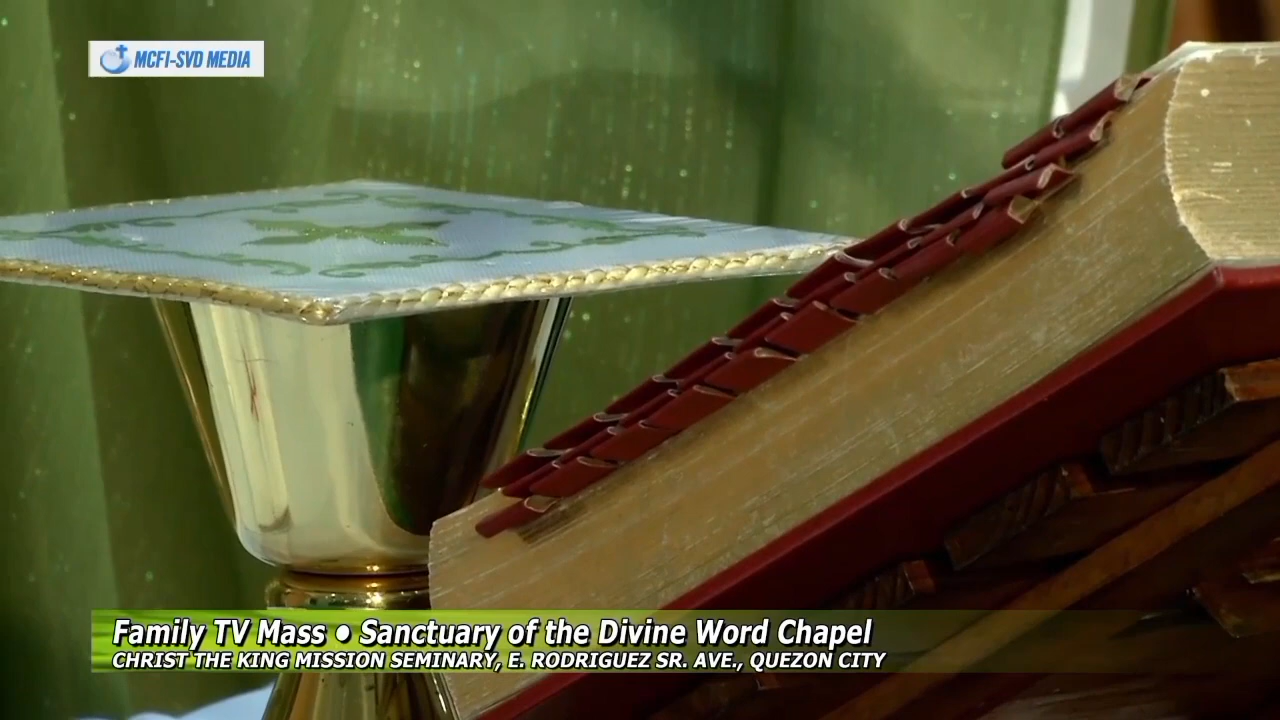 MCFI-SVD MEDIA
Family TV Mass • Sanctuary of the Divine Word Chapel
CHRIST THE KING MISSION SEMINARY, E. RODRIGUEZ SR. AVE., QUEZON CITY